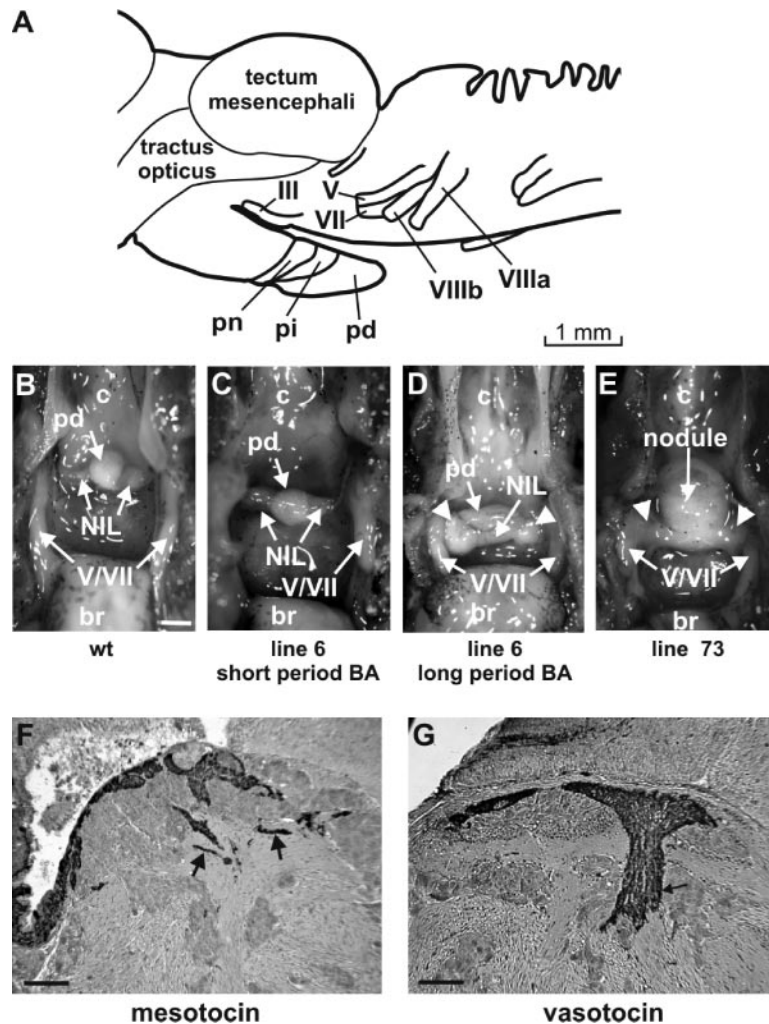 A
tectum
mesencephali
tractus
opticus
III
V
VII
VIIIb
VIIIa
pn
pi
pd
1 mm
B
c
pd
NIL
V/VII
br
wt
C
c
pd
NIL
V/VII
br
line 6
short period BA
D
c
pd
NIL
V/VII
br
line 6
long period BA
E
c
nodule
V/VII
br
line 73
F
mesotocin
G
vasotocin